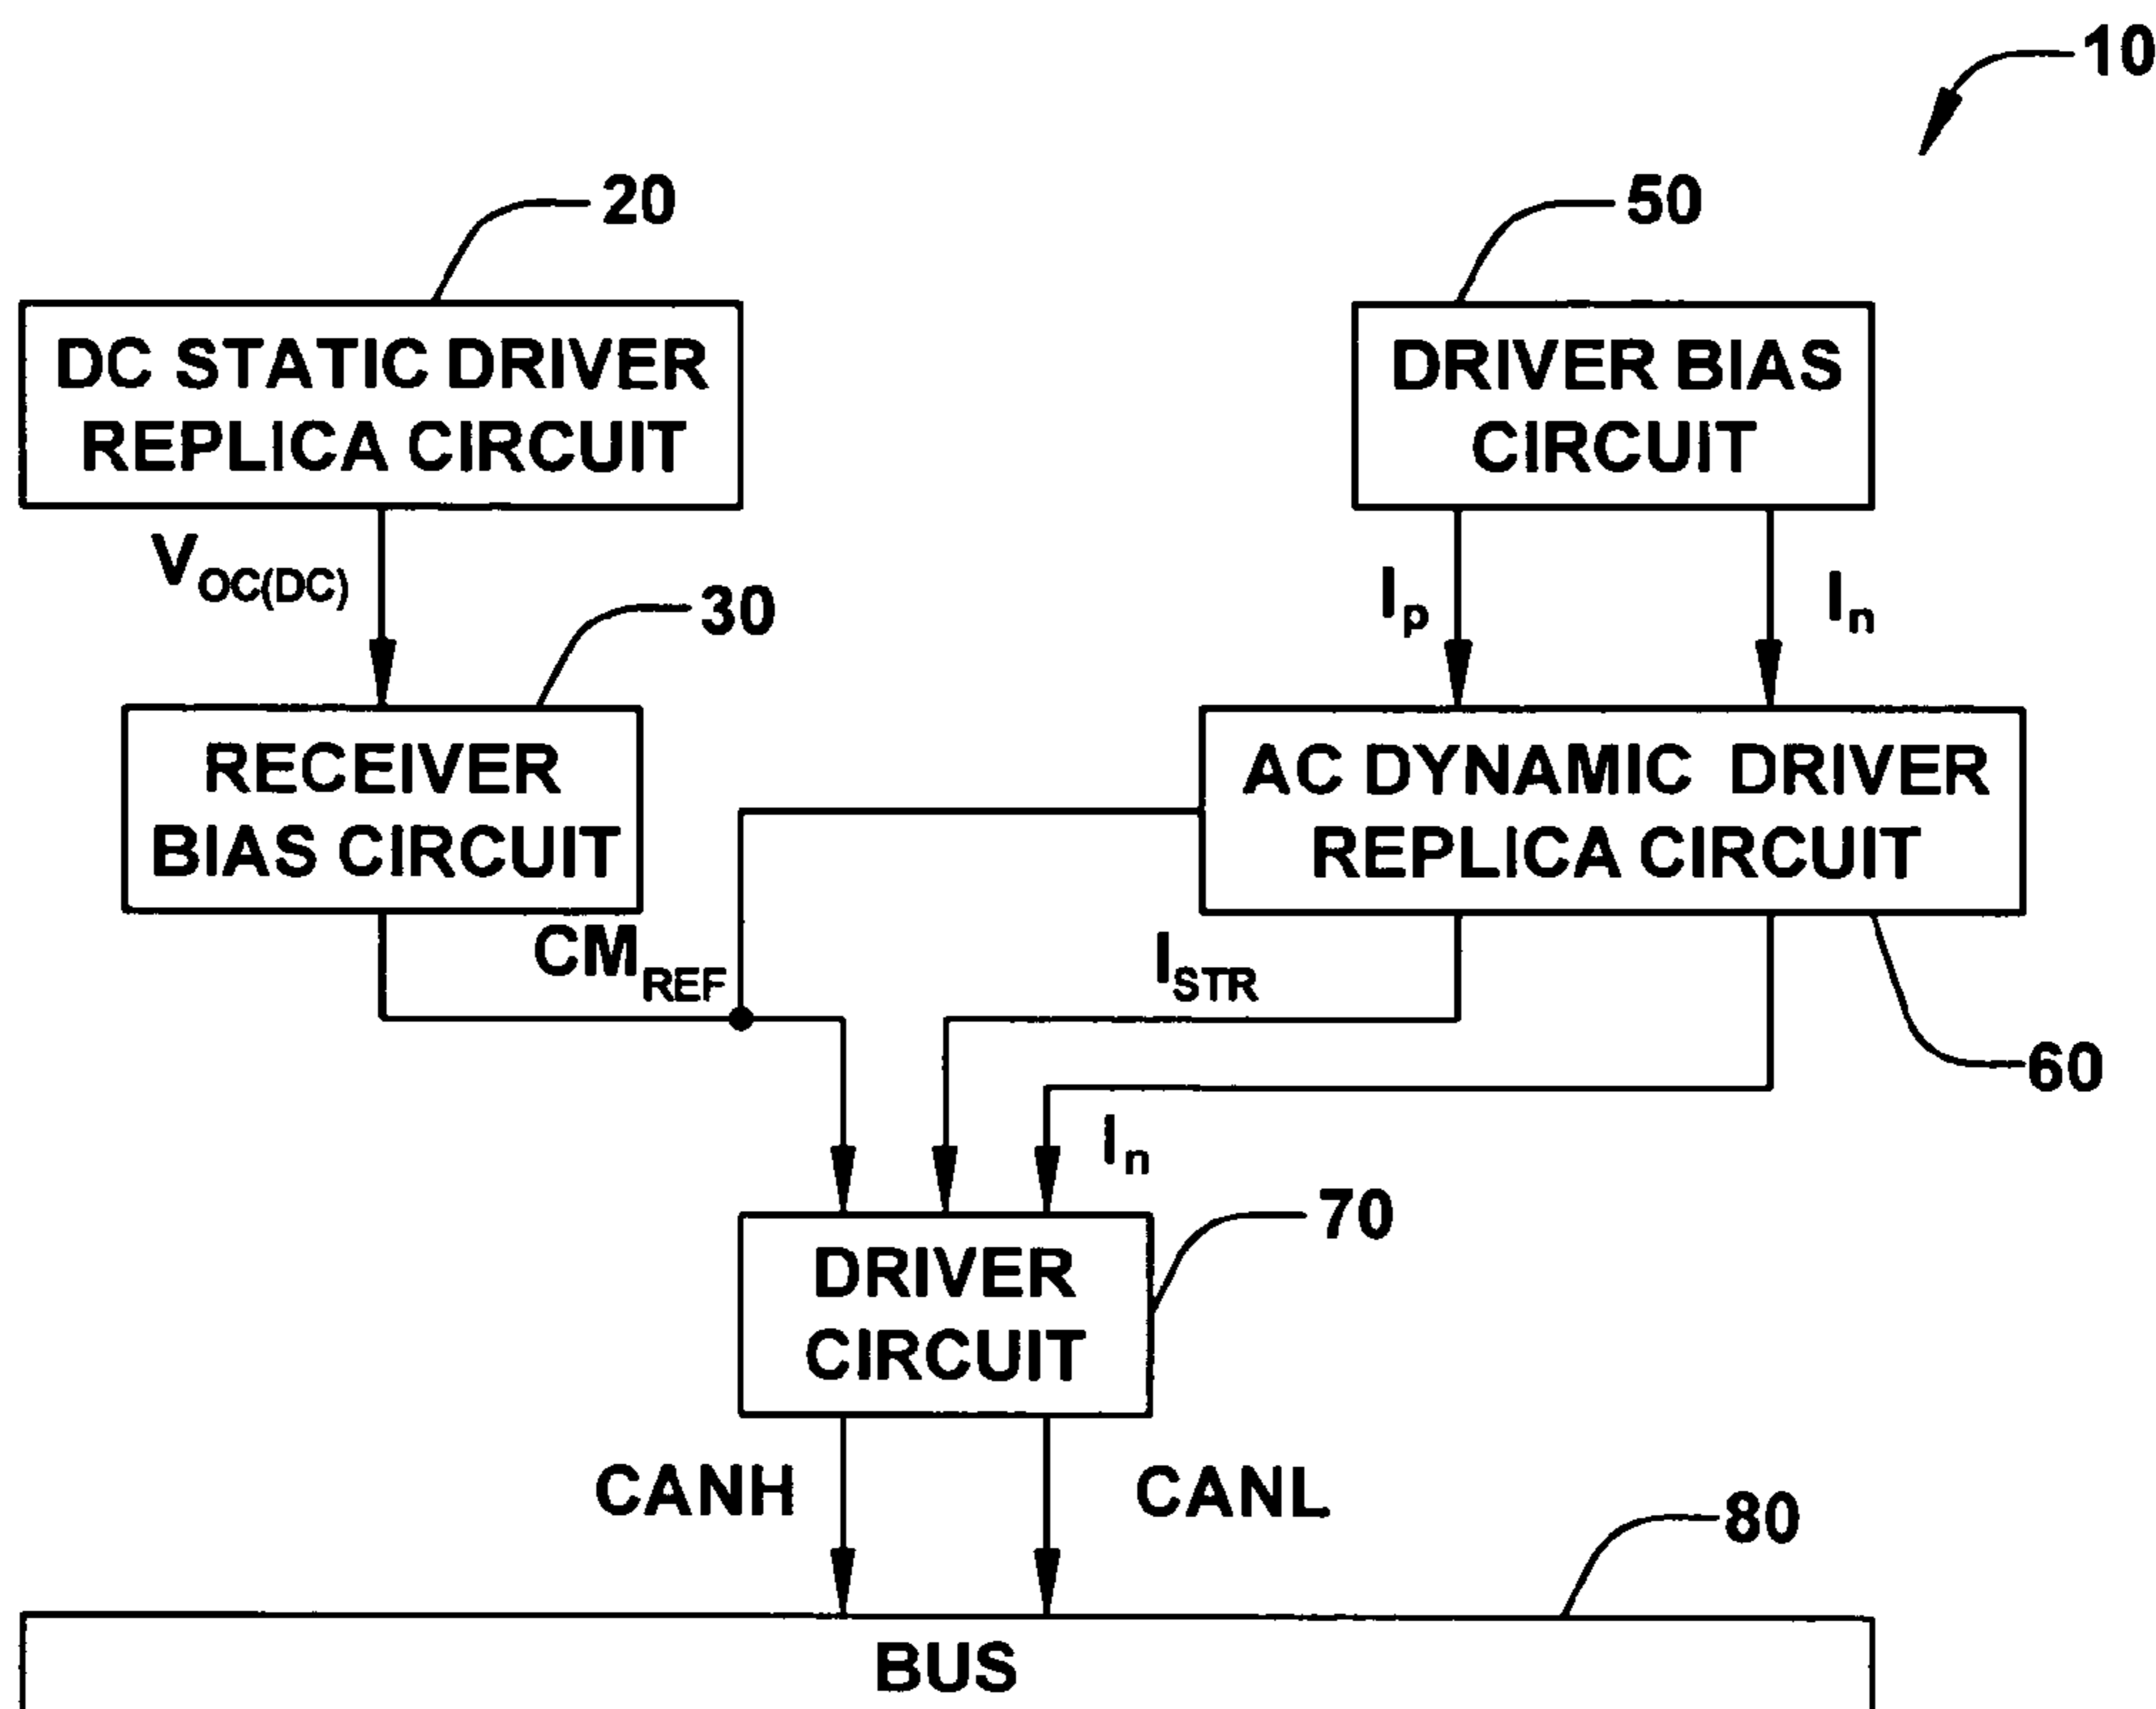 10
20
50
DC STATIC DRIVER
REPLICA CIRCUIT
DRIVER BIAS
CIRCUIT
VOC(DC)
30
Ip
In
RECEIVER
BIAS CIRCUIT
AC DYNAMIC DRIVER
REPLICA CIRCUIT
CMREF
ISTR
60
In
70
DRIVER
CIRCUIT
CANH
CANL
80
BUS